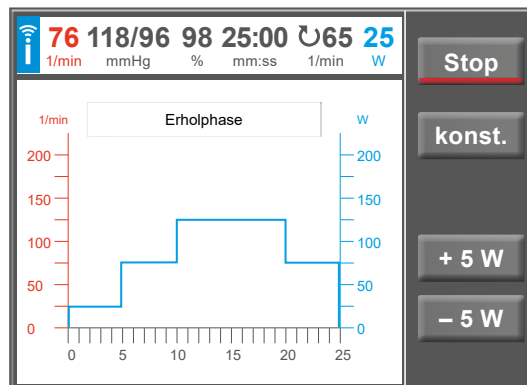 76 118/96 98 25:00 ↻65 25
1/min mmHg % mm:ss 1/min W
Stop
1/min Erholphase W
konst.
200 200
150 150
100 100
+ 5 W
50 50
– 5 W
0 0
0 5 10 15 20 25